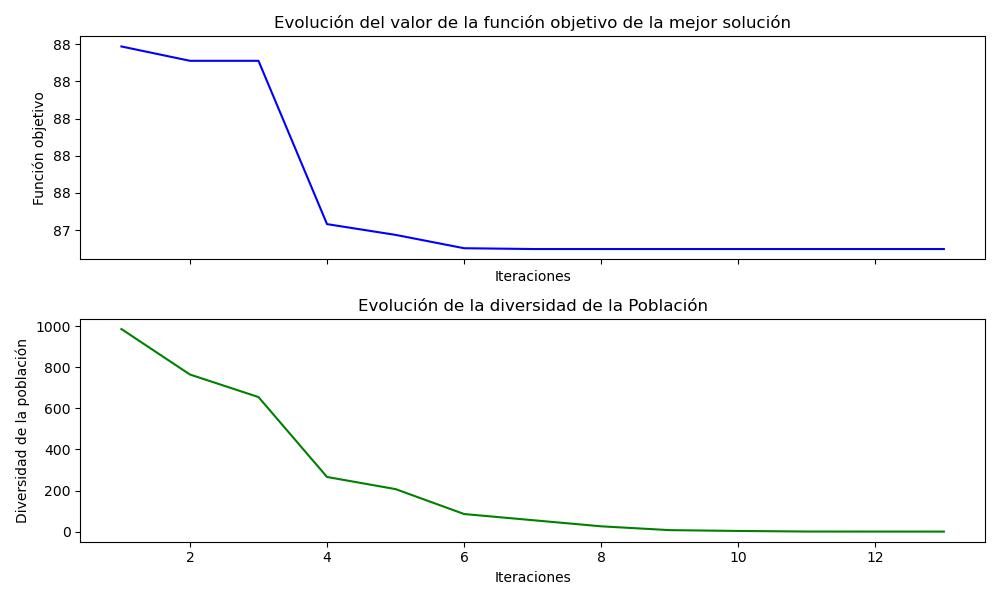 Evolución del valor de la función objetivo de la mejor solución
88
88
88
88
88
87
Función objetivo
Iteraciones
Evolución de la diversidad de la Población
1000
800
600
400
200
0
Diversidad de la población
2 4 6 8 10 12
Iteraciones